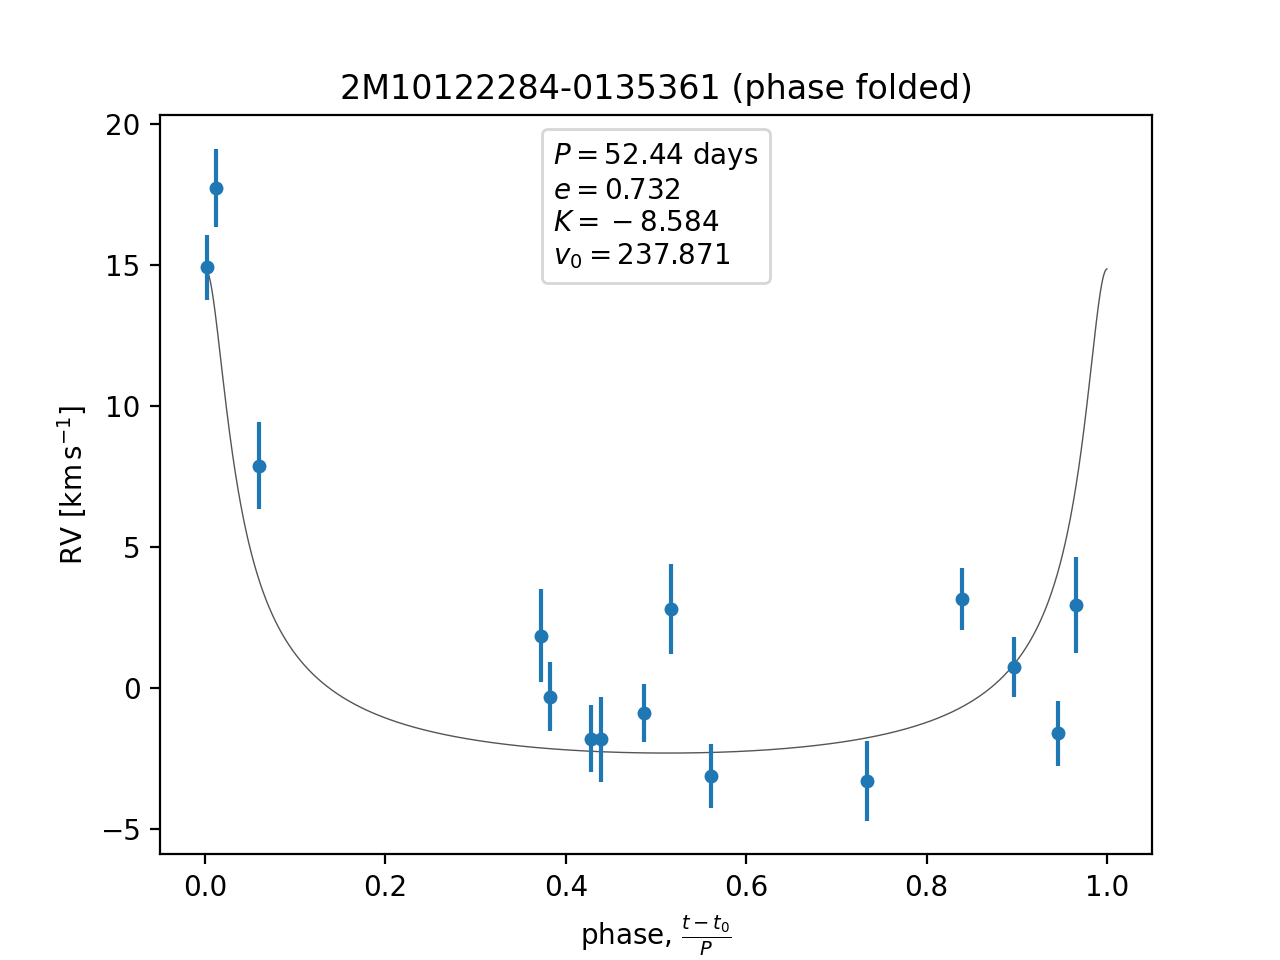 2M10122284-0135361 (phase folded)
P = 52.44 days
e = 0.732
K = −8.584
v₀ = 237.871
RV [km s⁻¹]
20
15
10
5
0
−5
0.0 0.2 0.4 0.6 0.8 1.0
phase, (t − t₀)/P